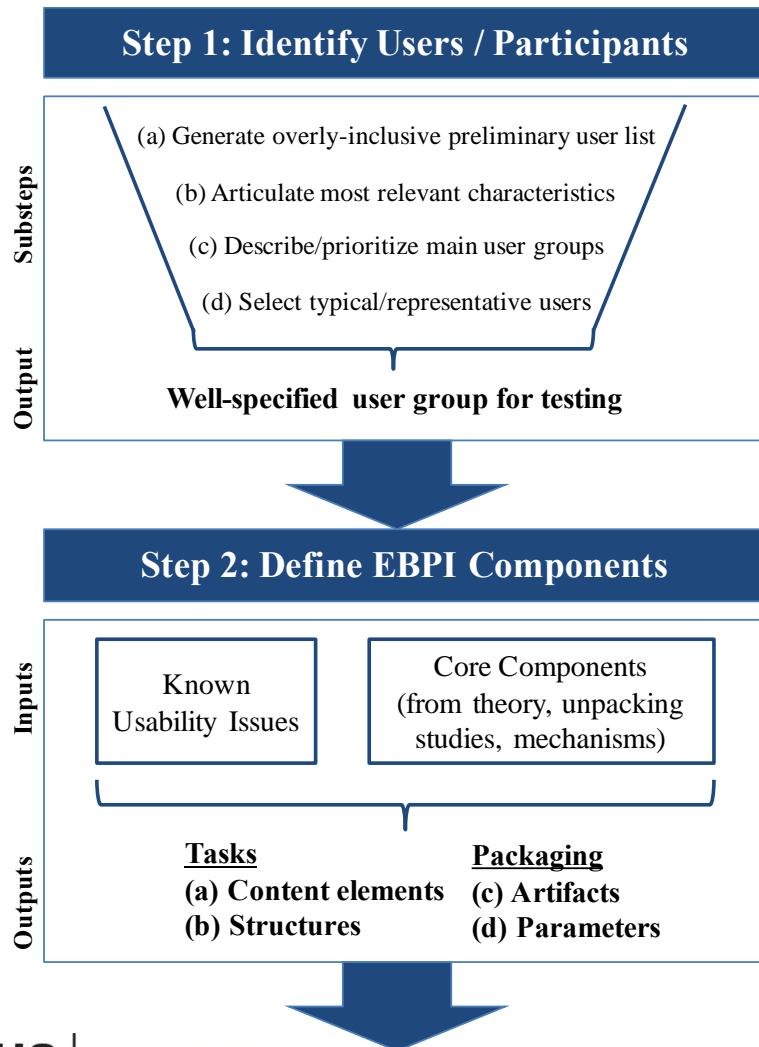 Step 1: Identify Users / Participants
Substeps
(a) Generate overly-inclusive preliminary user list
(b) Articulate most relevant characteristics
(c) Describe/prioritize main user groups
(d) Select typical/representative users
Output
Well-specified user group for testing
Step 2: Define EBPI Components
Inputs
Known
Usability Issues
Core Components
(from theory, unpacking
studies, mechanisms)
Outputs
Tasks
(a) Content elements
(b) Structures
Packaging
(c) Artifacts
(d) Parameters